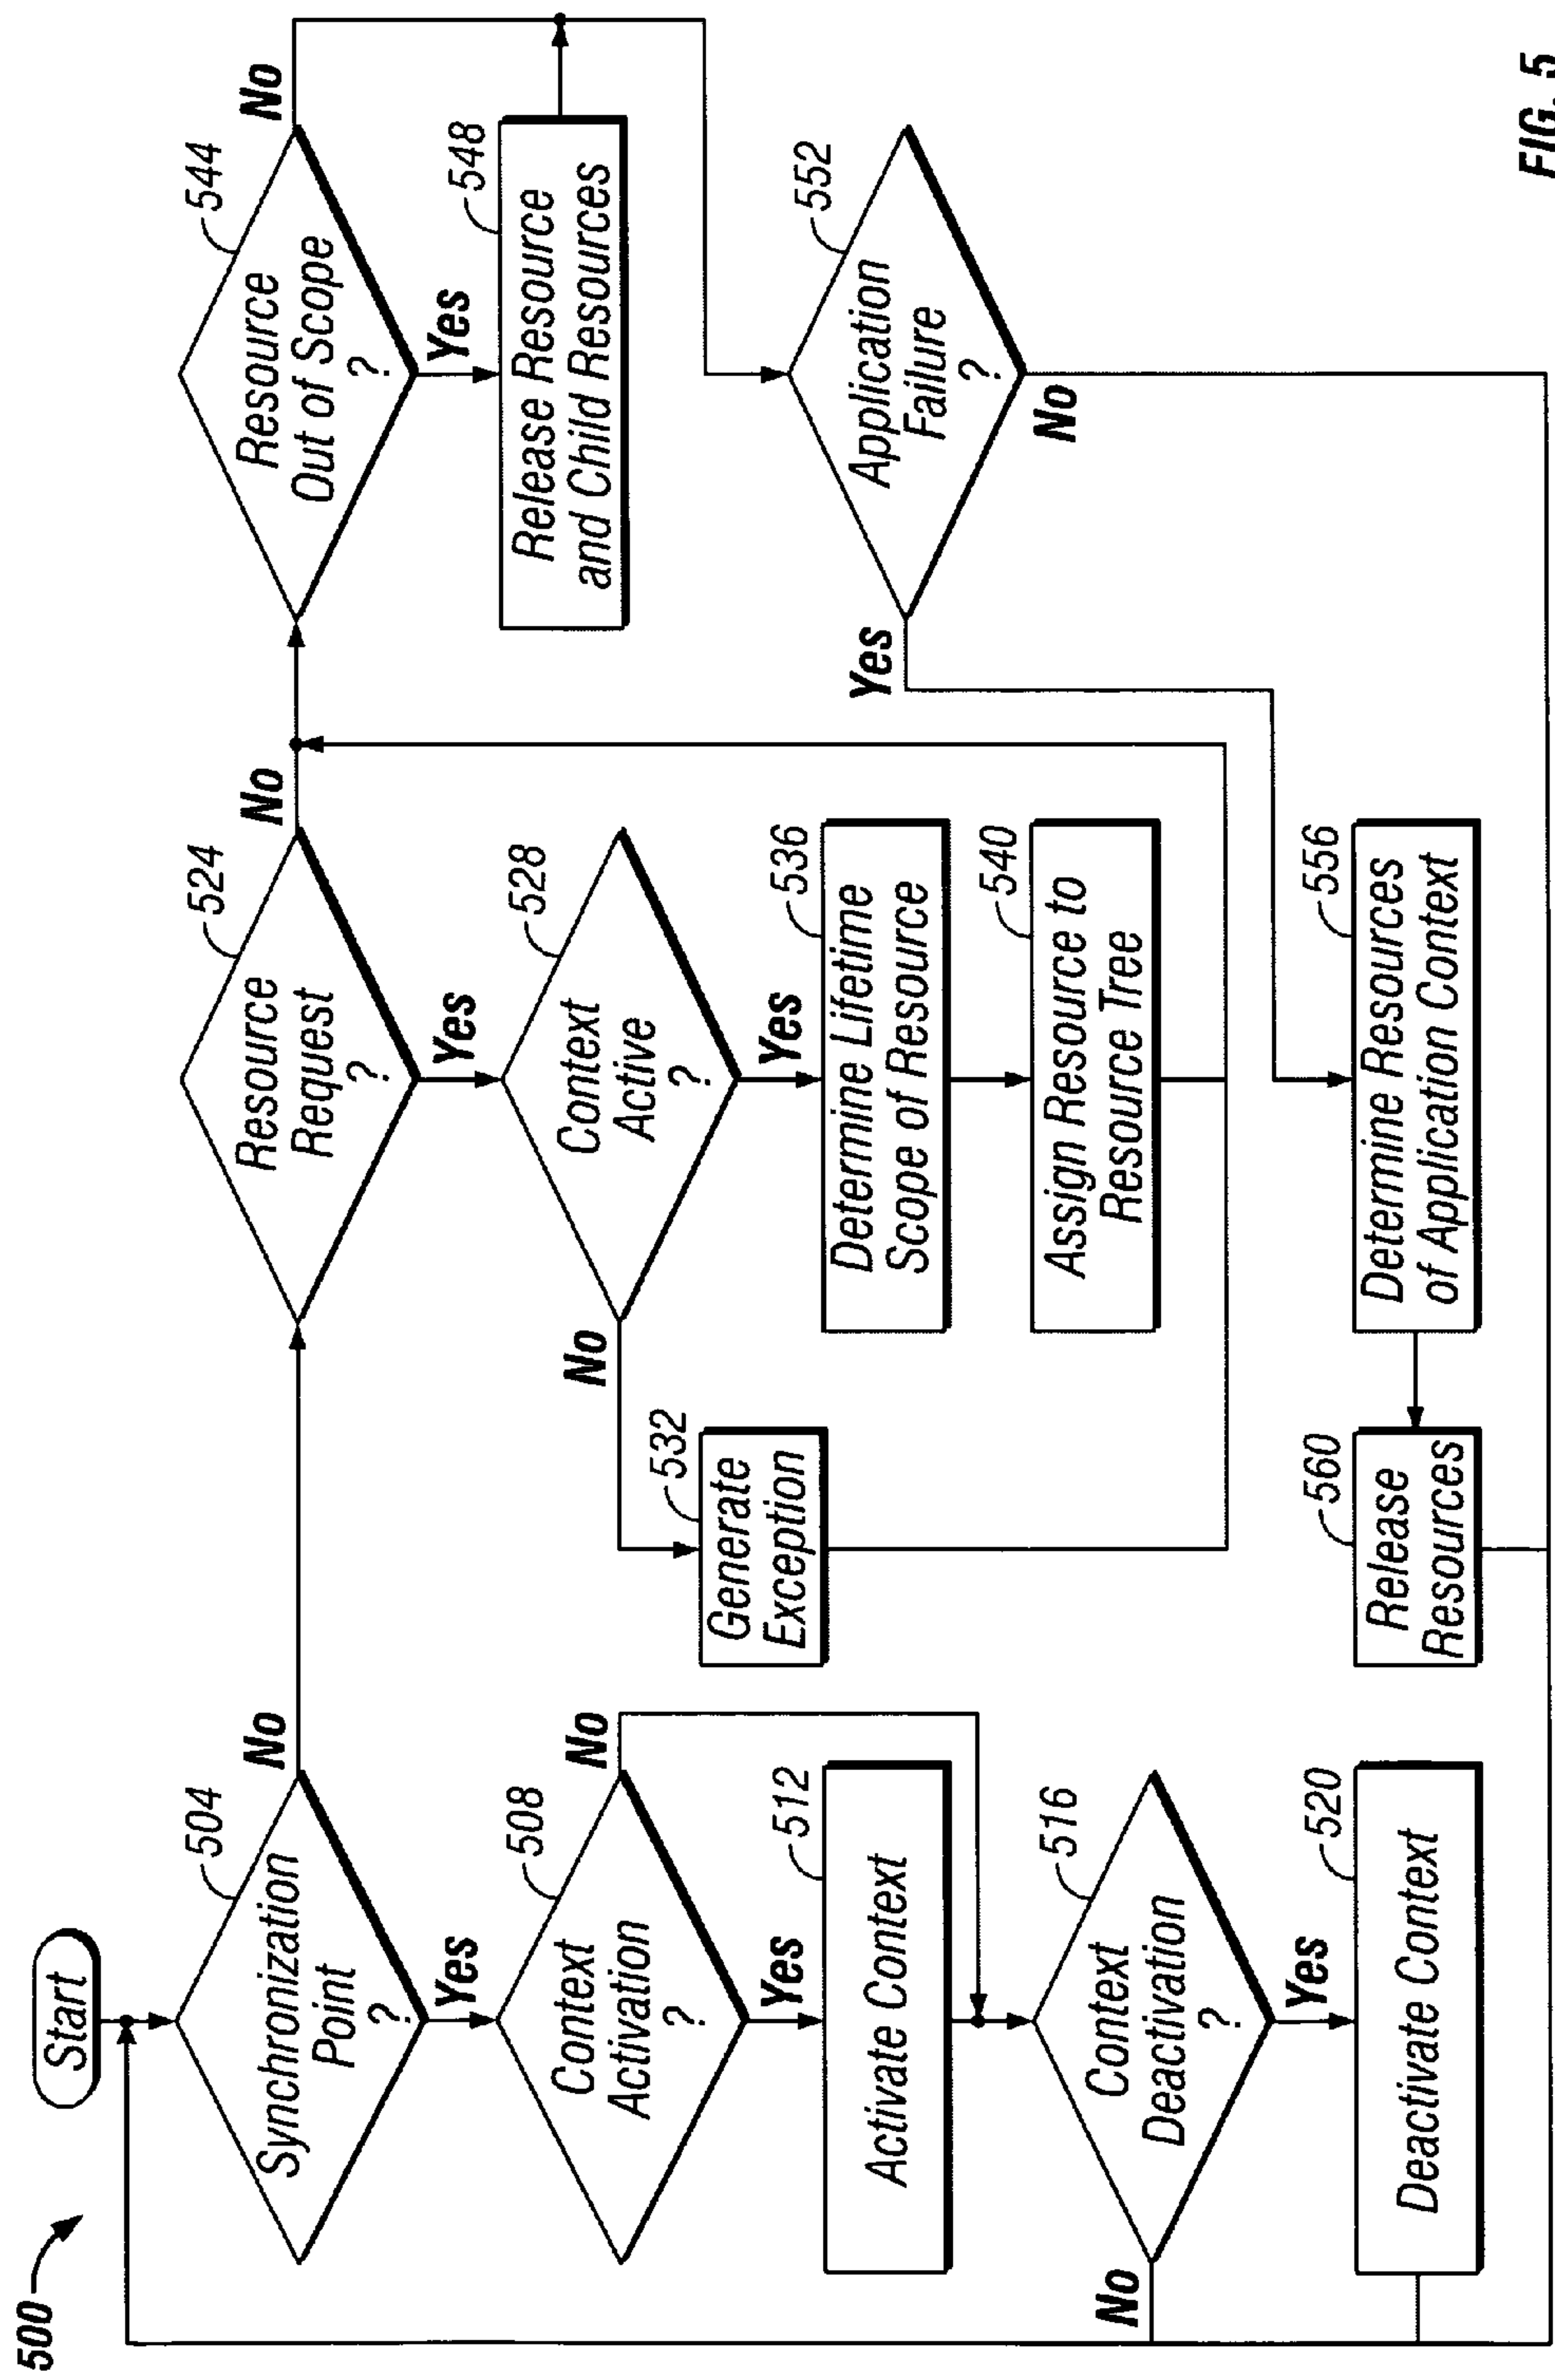 500
Start
504
Synchronization
Point
?
No
Yes
508
Context
Activation
?
No
Yes
512
Activate Context
516
Context
Deactivation
?
No
Yes
520
Deactivate Context
524
Resource
Request
?
No
Yes
528
Context
Active
?
No
Yes
532
Generate
Exception
536
Determine Lifetime
Scope of Resource
540
Assign Resource to
Resource Tree
544
Resource
Out of Scope
?
No
Yes
548
Release Resource
and Child Resources
552
Application
Failure
?
Yes
No
556
Determine Resources
of Application Context
560
Release
Resources
FIG. 5